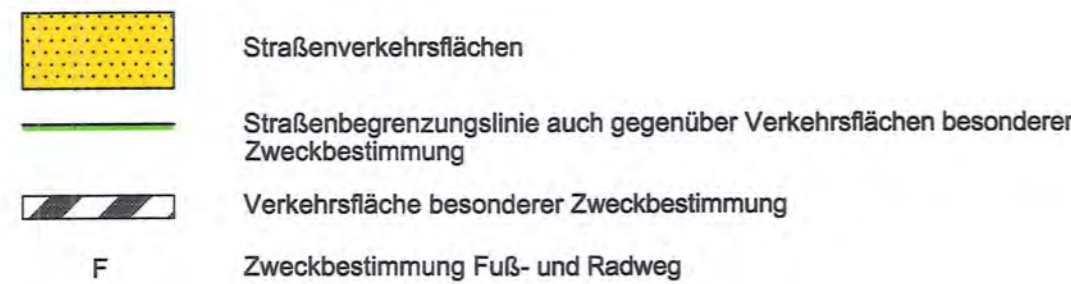 Straßenverkehrsflächen
Straßenbegrenzungslinie auch gegenüber Verkehrsflächen besonderer
Zweckbestimmung
Verkehrsfläche besonderer Zweckbestimmung
F Zweckbestimmung Fuß- und Radweg